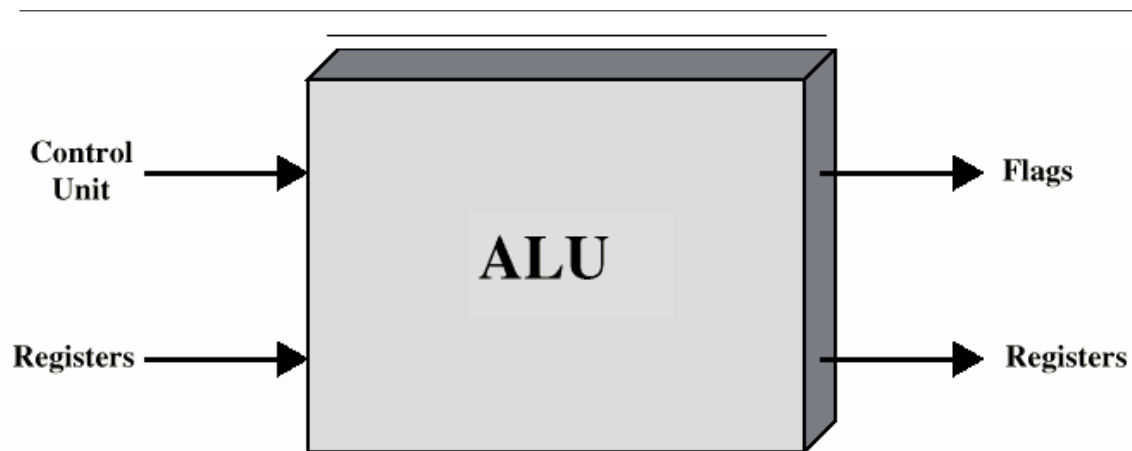 Control
Unit
Flags
ALU
Registers
Registers